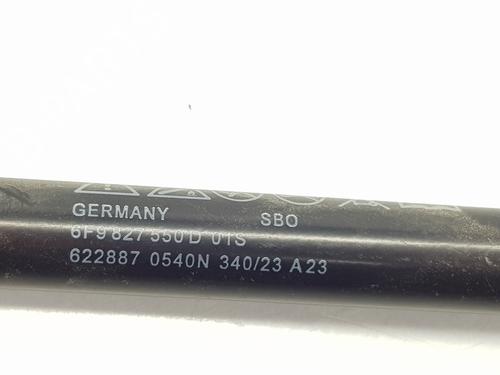 GERMANY SBO
6F9 827 550 D 01S
622887 0540N 340/23 A23